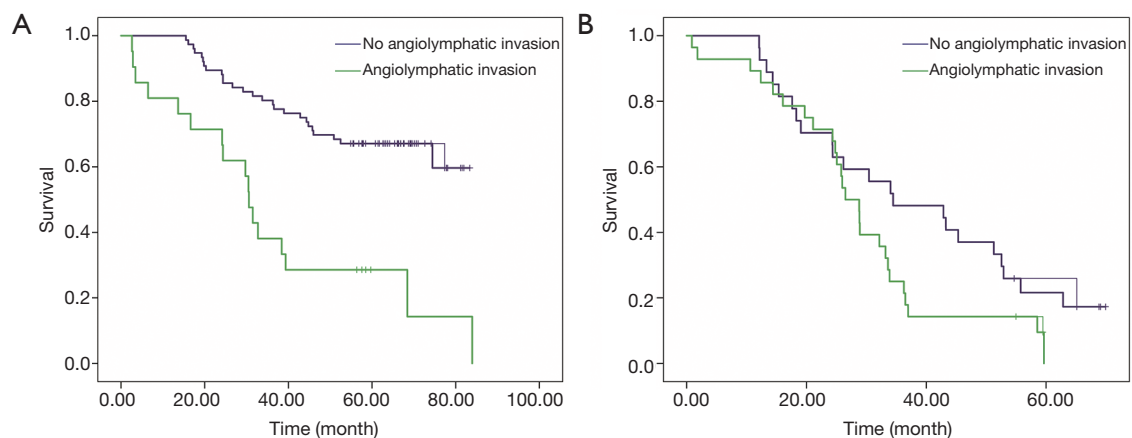 A
1.0
0.8
0.6
0.4
0.2
0.0
Survival
No angiolymphatic invasion
Angiolymphatic invasion
0.00 20.00 40.00 60.00 80.00 100.00
Time (month)
B
1.0
0.8
0.6
0.4
0.2
0.0
Survival
No angiolymphatic invasion
Angiolymphatic invasion
0.00 20.00 40.00 60.00
Time (month)